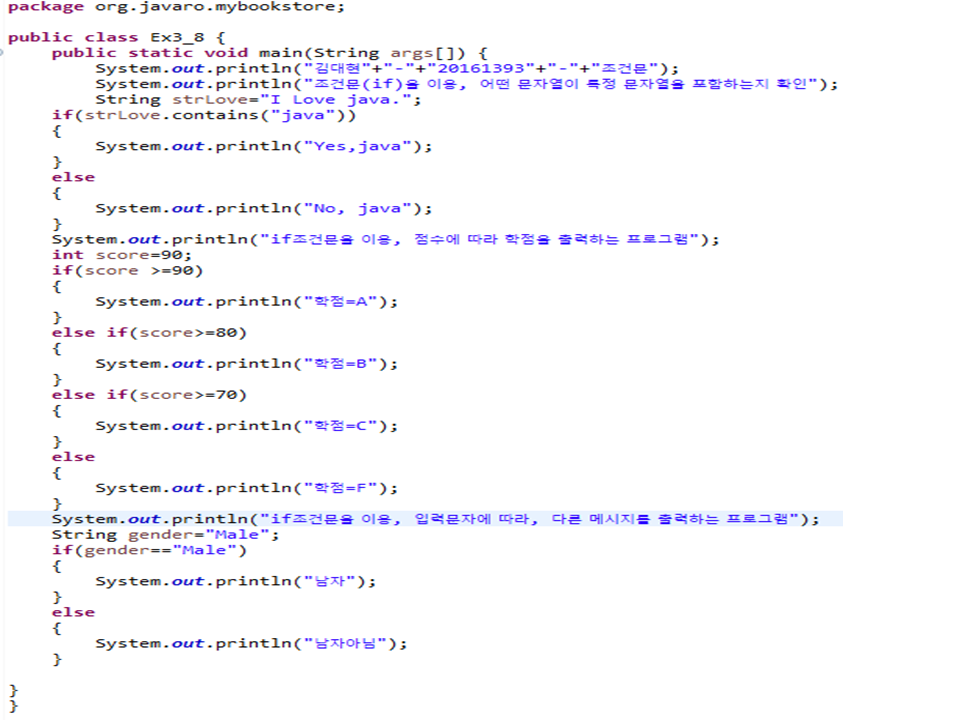 package org.javaro.mybookstore;
public class Ex3_8 {
public static void main(String args[]) {
System.out.println("김대현"+"-"+"20161393"+"-"+"조건문");
System.out.println("조건문(if)을 이용, 어떤 문자열이 특정 문자열을 포함하는지 확인");
String strLove="I Love java.";
if(strLove.contains("java"))
{
System.out.println("Yes,java");
}
else
{
System.out.println("No, java");
}
System.out.println("if조건문을 이용, 점수에 따라 학점을 출력하는 프로그램");
int score=90;
if(score >=90)
{
System.out.println("학점=A");
}
else if(score>=80)
{
System.out.println("학점=B");
}
else if(score>=70)
{
System.out.println("학점=C");
}
else
{
System.out.println("학점=F");
}
System.out.println("if조건문을 이용, 입력문자에 따라, 다른 메시지를 출력하는 프로그램");
String gender="Male";
if(gender=="Male")
{
System.out.println("남자");
}
else
{
System.out.println("남자아님");
}
}
}